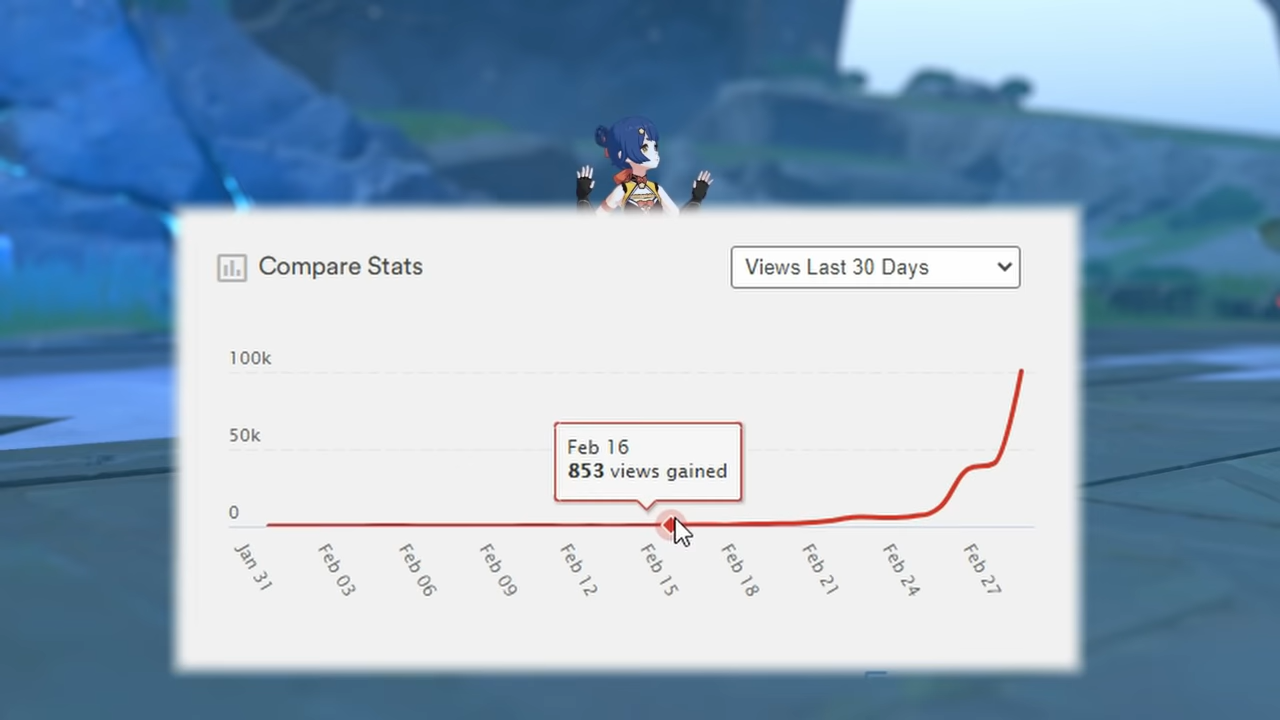 Compare Stats
Views Last 30 Days
100k
50k
0
Feb 16
853 views gained
Jan 31
Feb 03
Feb 06
Feb 09
Feb 12
Feb 15
Feb 18
Feb 21
Feb 24
Feb 27